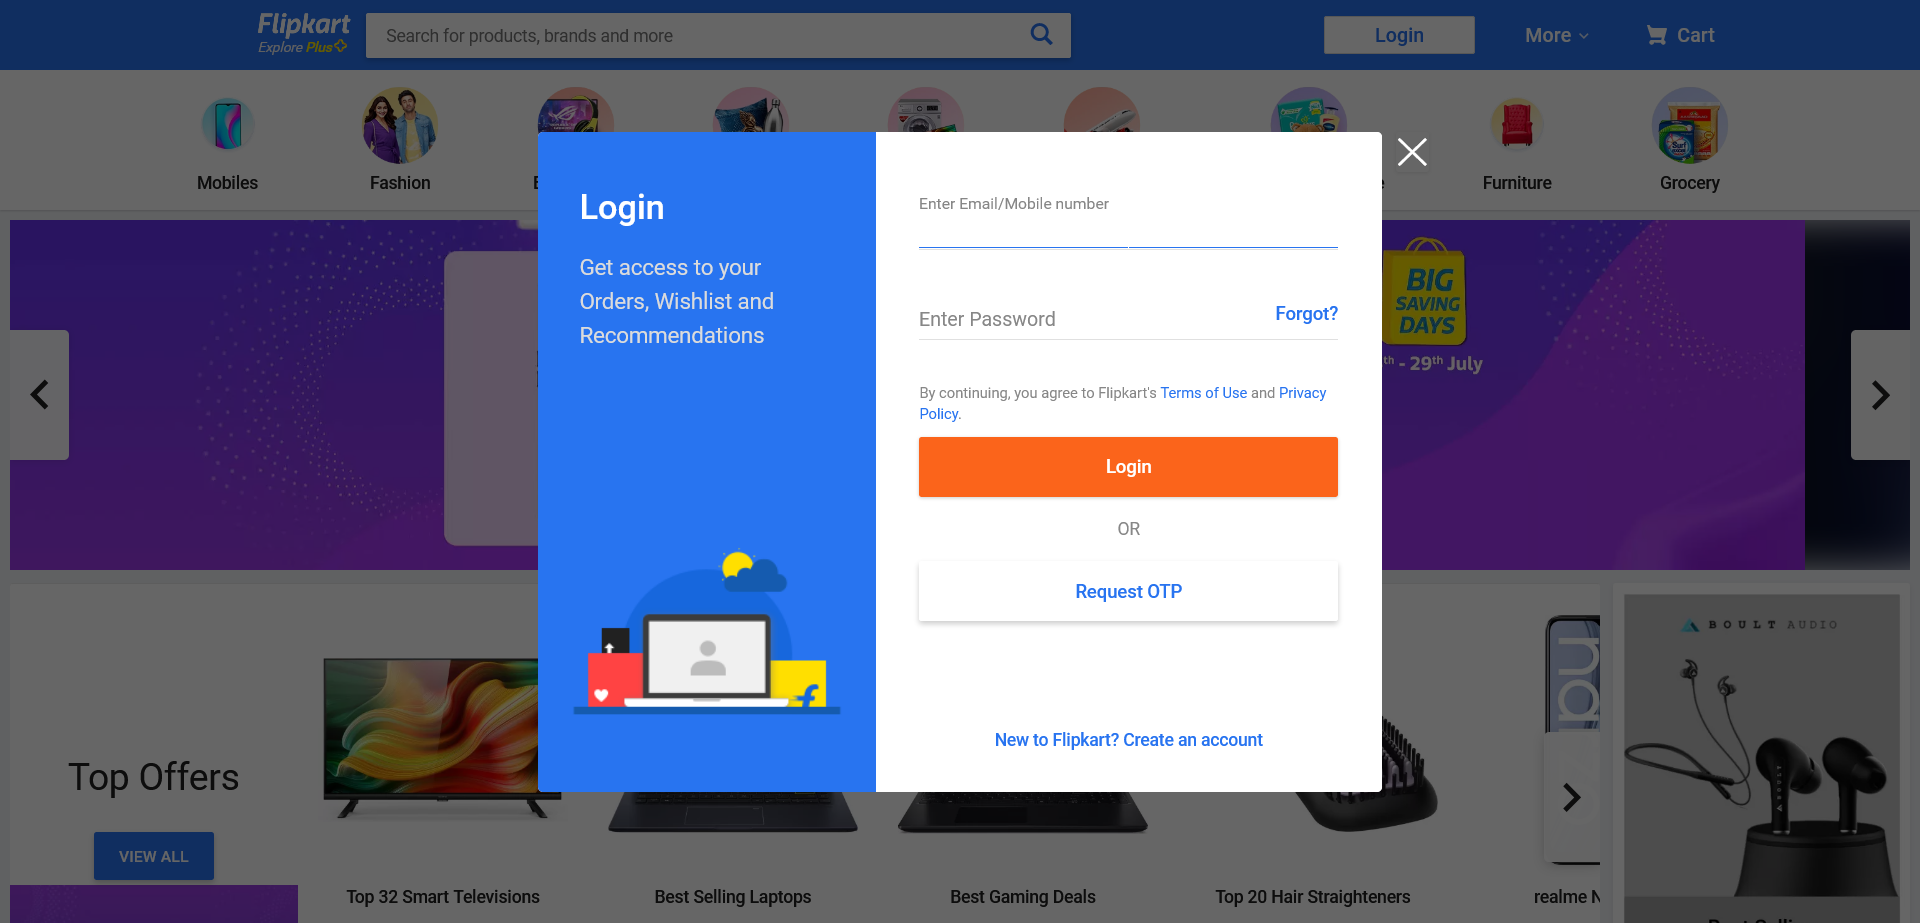 Flipkart
Explore Plus
Search for products, brands and more
Login
More
Cart
Mobiles
Fashion
Furniture
Grocery
Login
Get access to your
Orders, Wishlist and
Recommendations
Enter Email/Mobile number
Enter Password
Forgot?
By continuing, you agree to Flipkart's Terms of Use and Privacy
Policy.
Login
OR
Request OTP
New to Flipkart? Create an account
BIG
SAVING
DAYS
th - 29th July
BOULT AUDIO
BOULT
Top Offers
VIEW ALL
Top 32 Smart Televisions
Best Selling Laptops
Best Gaming Deals
Top 20 Hair Straighteners
realme N